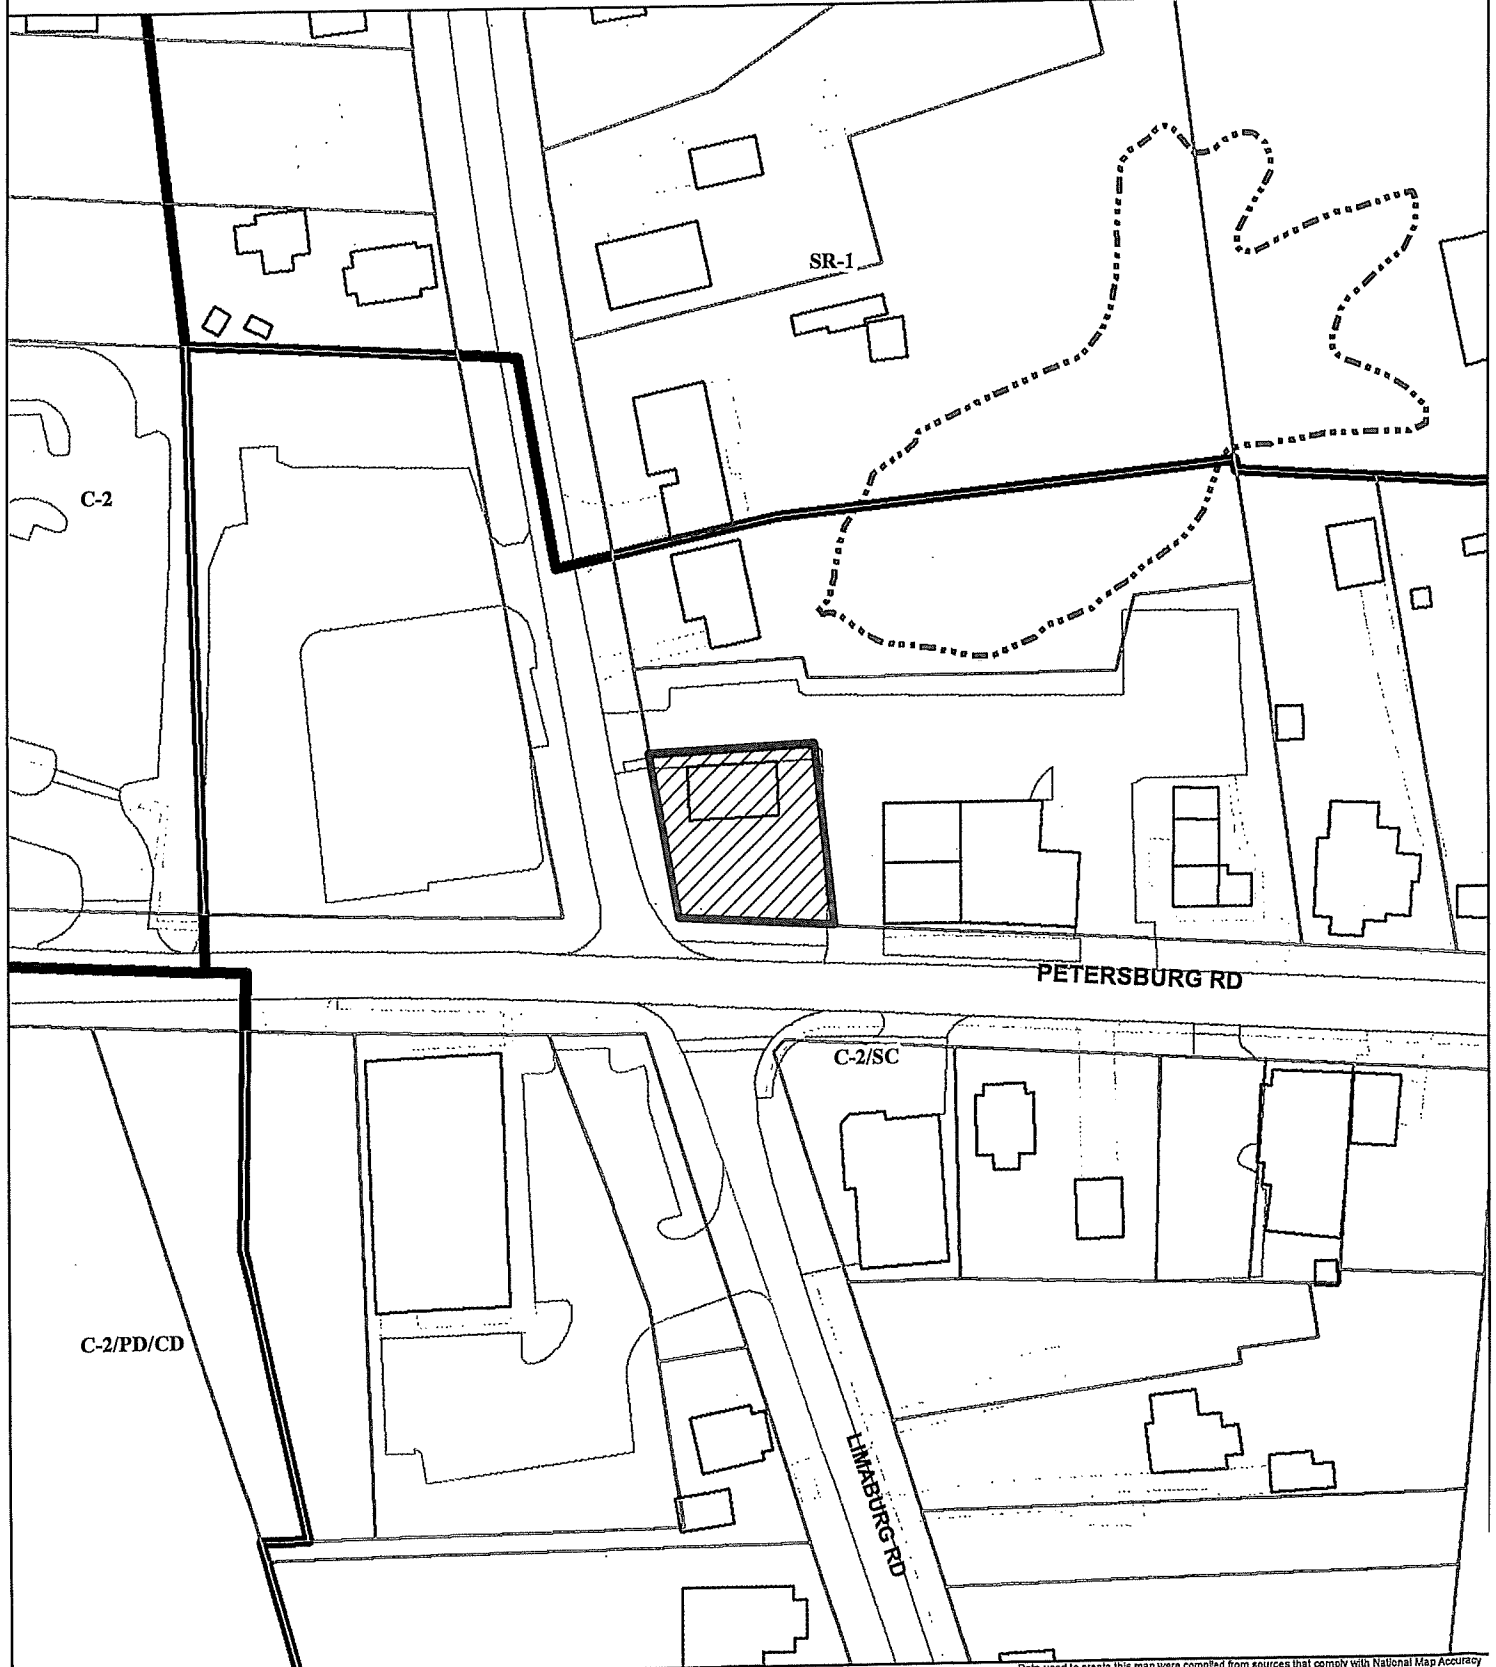 SR-1
C-2
PETERSBURG RD
C-2/SC
C-2/PD/CD
LIMABURG RD
Data used to create this map were compiled from sources that comply with National Map Accuracy